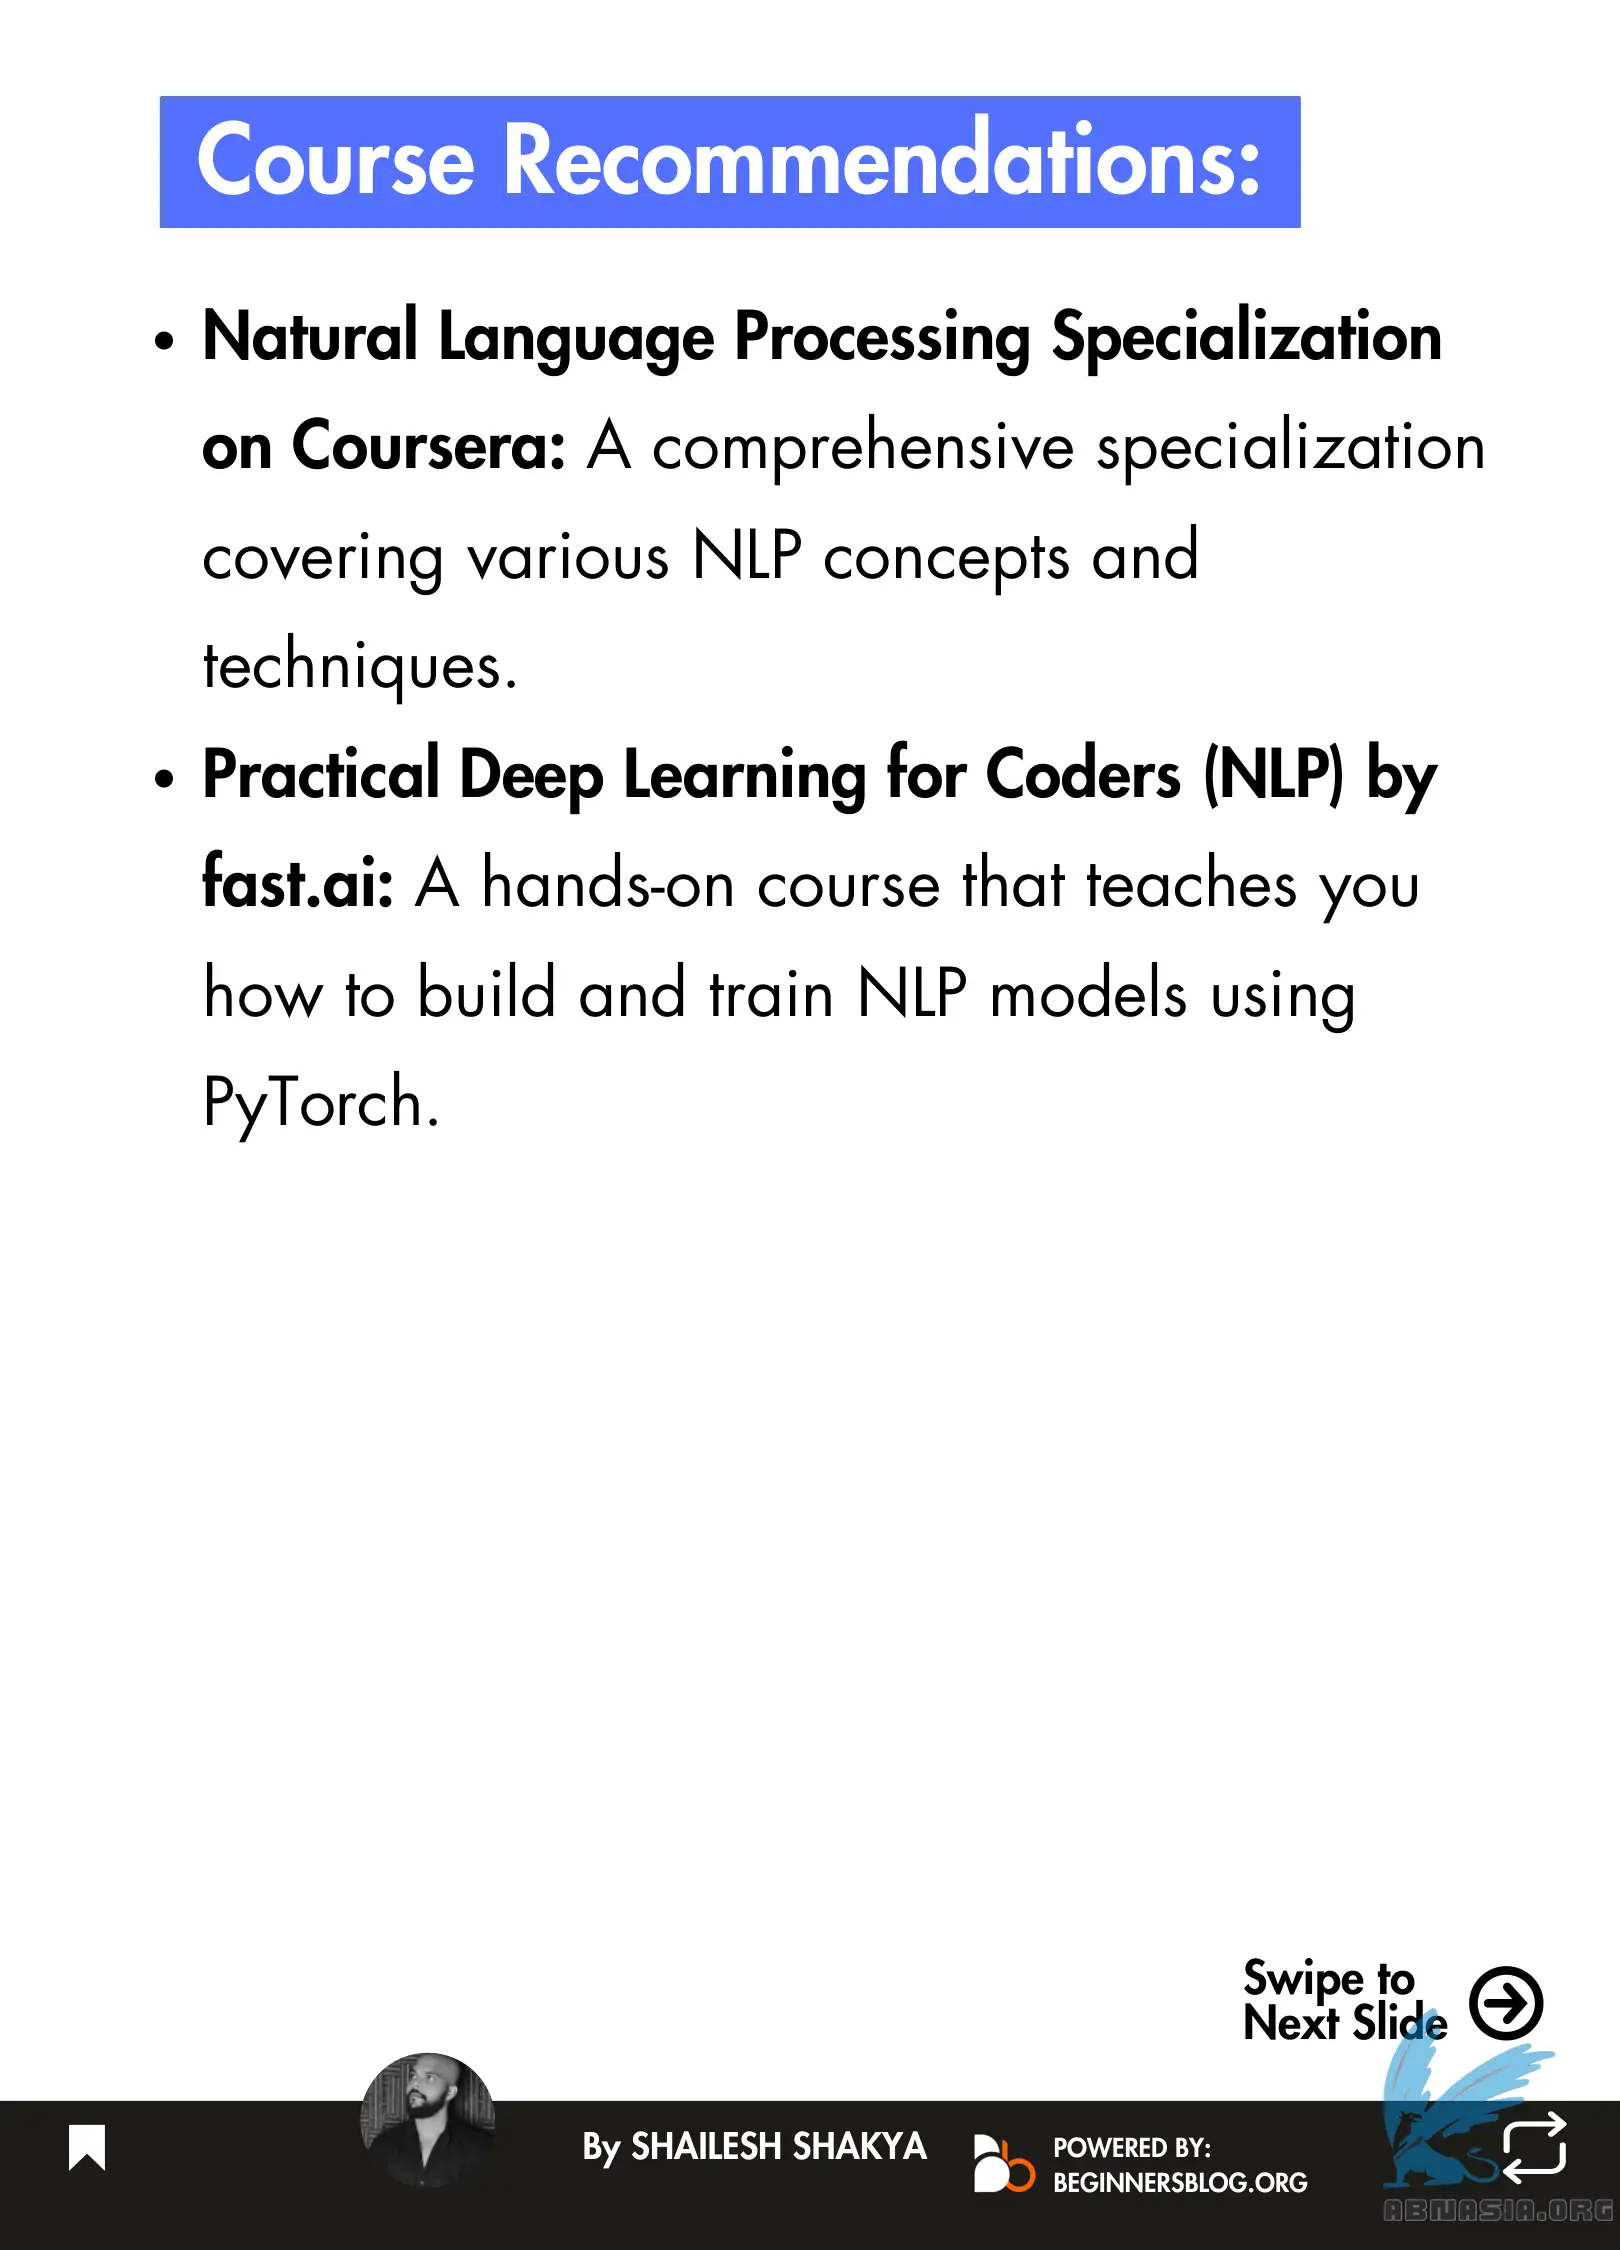 Course Recommendations:
• Natural Language Processing Specialization
on Coursera: A comprehensive specialization
covering various NLP concepts and
techniques.
• Practical Deep Learning for Coders (NLP) by
fast.ai: A hands-on course that teaches you
how to build and train NLP models using
PyTorch.
Swipe to
Next Slide
By SHAILESH SHAKYA
POWERED BY:
BEGINNERSBLOG.ORG
ABNASIA.ORG